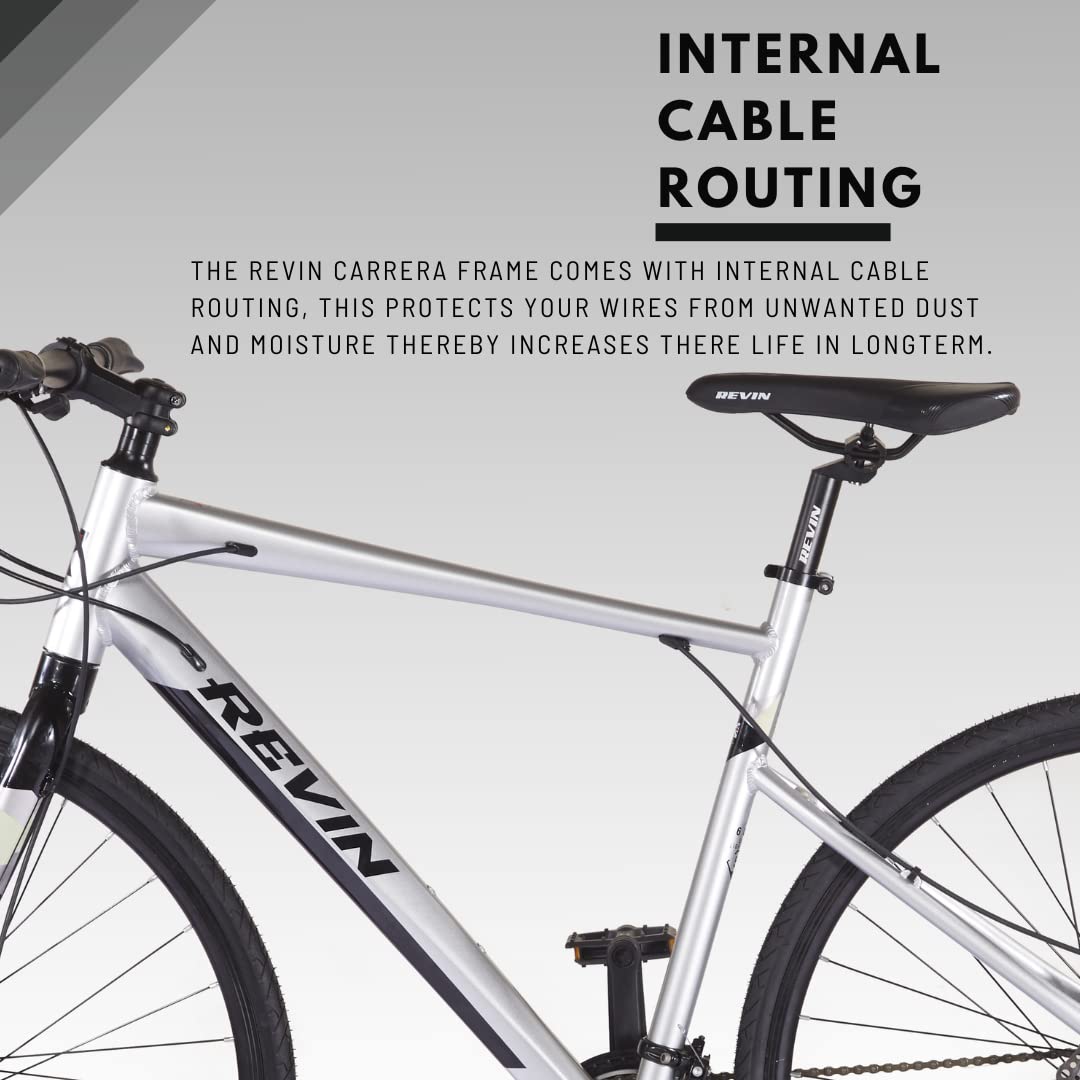 INTERNAL
CABLE
ROUTING
THE REVIN CARRERA FRAME COMES WITH INTERNAL CABLE
ROUTING, THIS PROTECTS YOUR WIRES FROM UNWANTED DUST
AND MOISTURE THEREBY INCREASES THERE LIFE IN LONGTERM.
REVIN
REVIN
REVIN